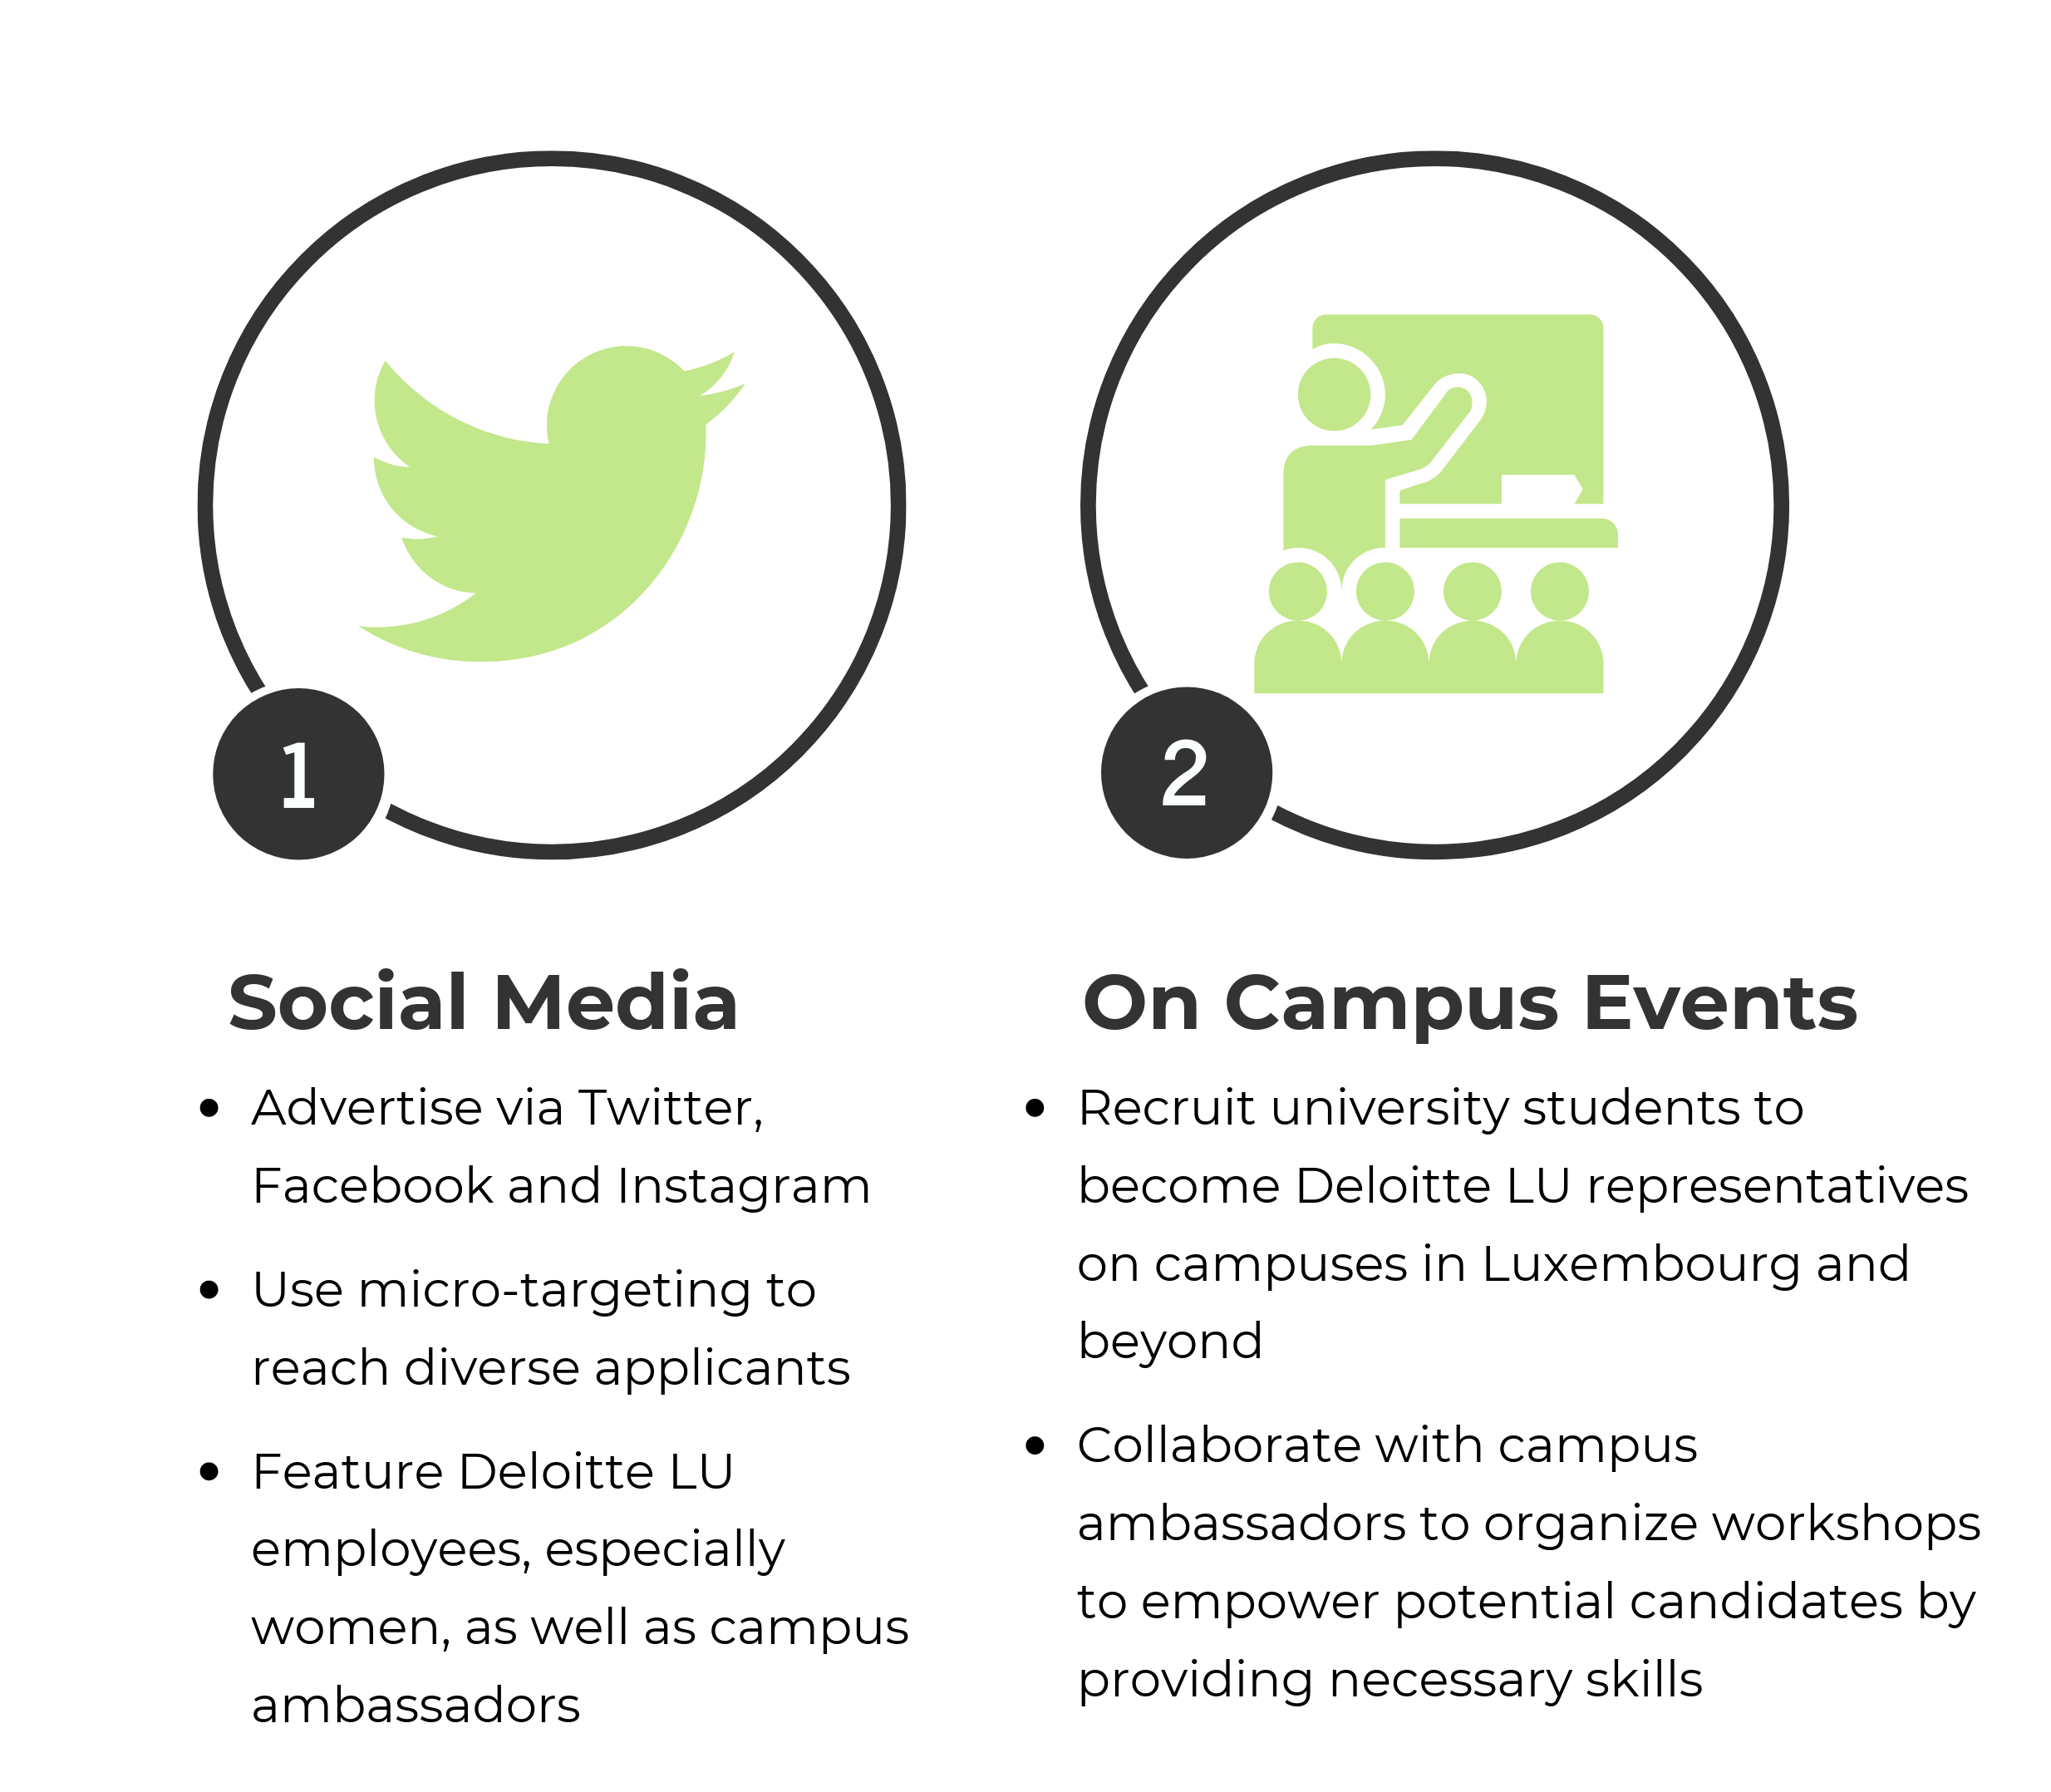 1
Social Media
• Advertise via Twitter,
Facebook and Instagram
• Use micro-targeting to
reach diverse applicants
• Feature Deloitte LU
employees, especially
women, as well as campus
ambassadors
2
On Campus Events
• Recruit university students to
become Deloitte LU representatives
on campuses in Luxembourg and
beyond
• Collaborate with campus
ambassadors to organize workshops
to empower potential candidates by
providing necessary skills